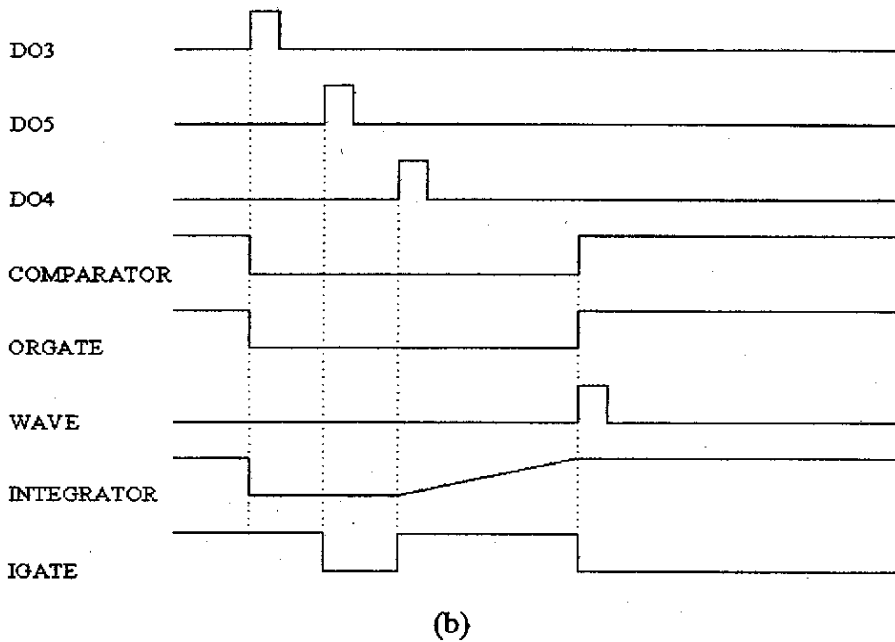 DO3
DO5
DO4
COMPARATOR
ORGATE
WAVE
INTEGRATOR
IGATE
(b)